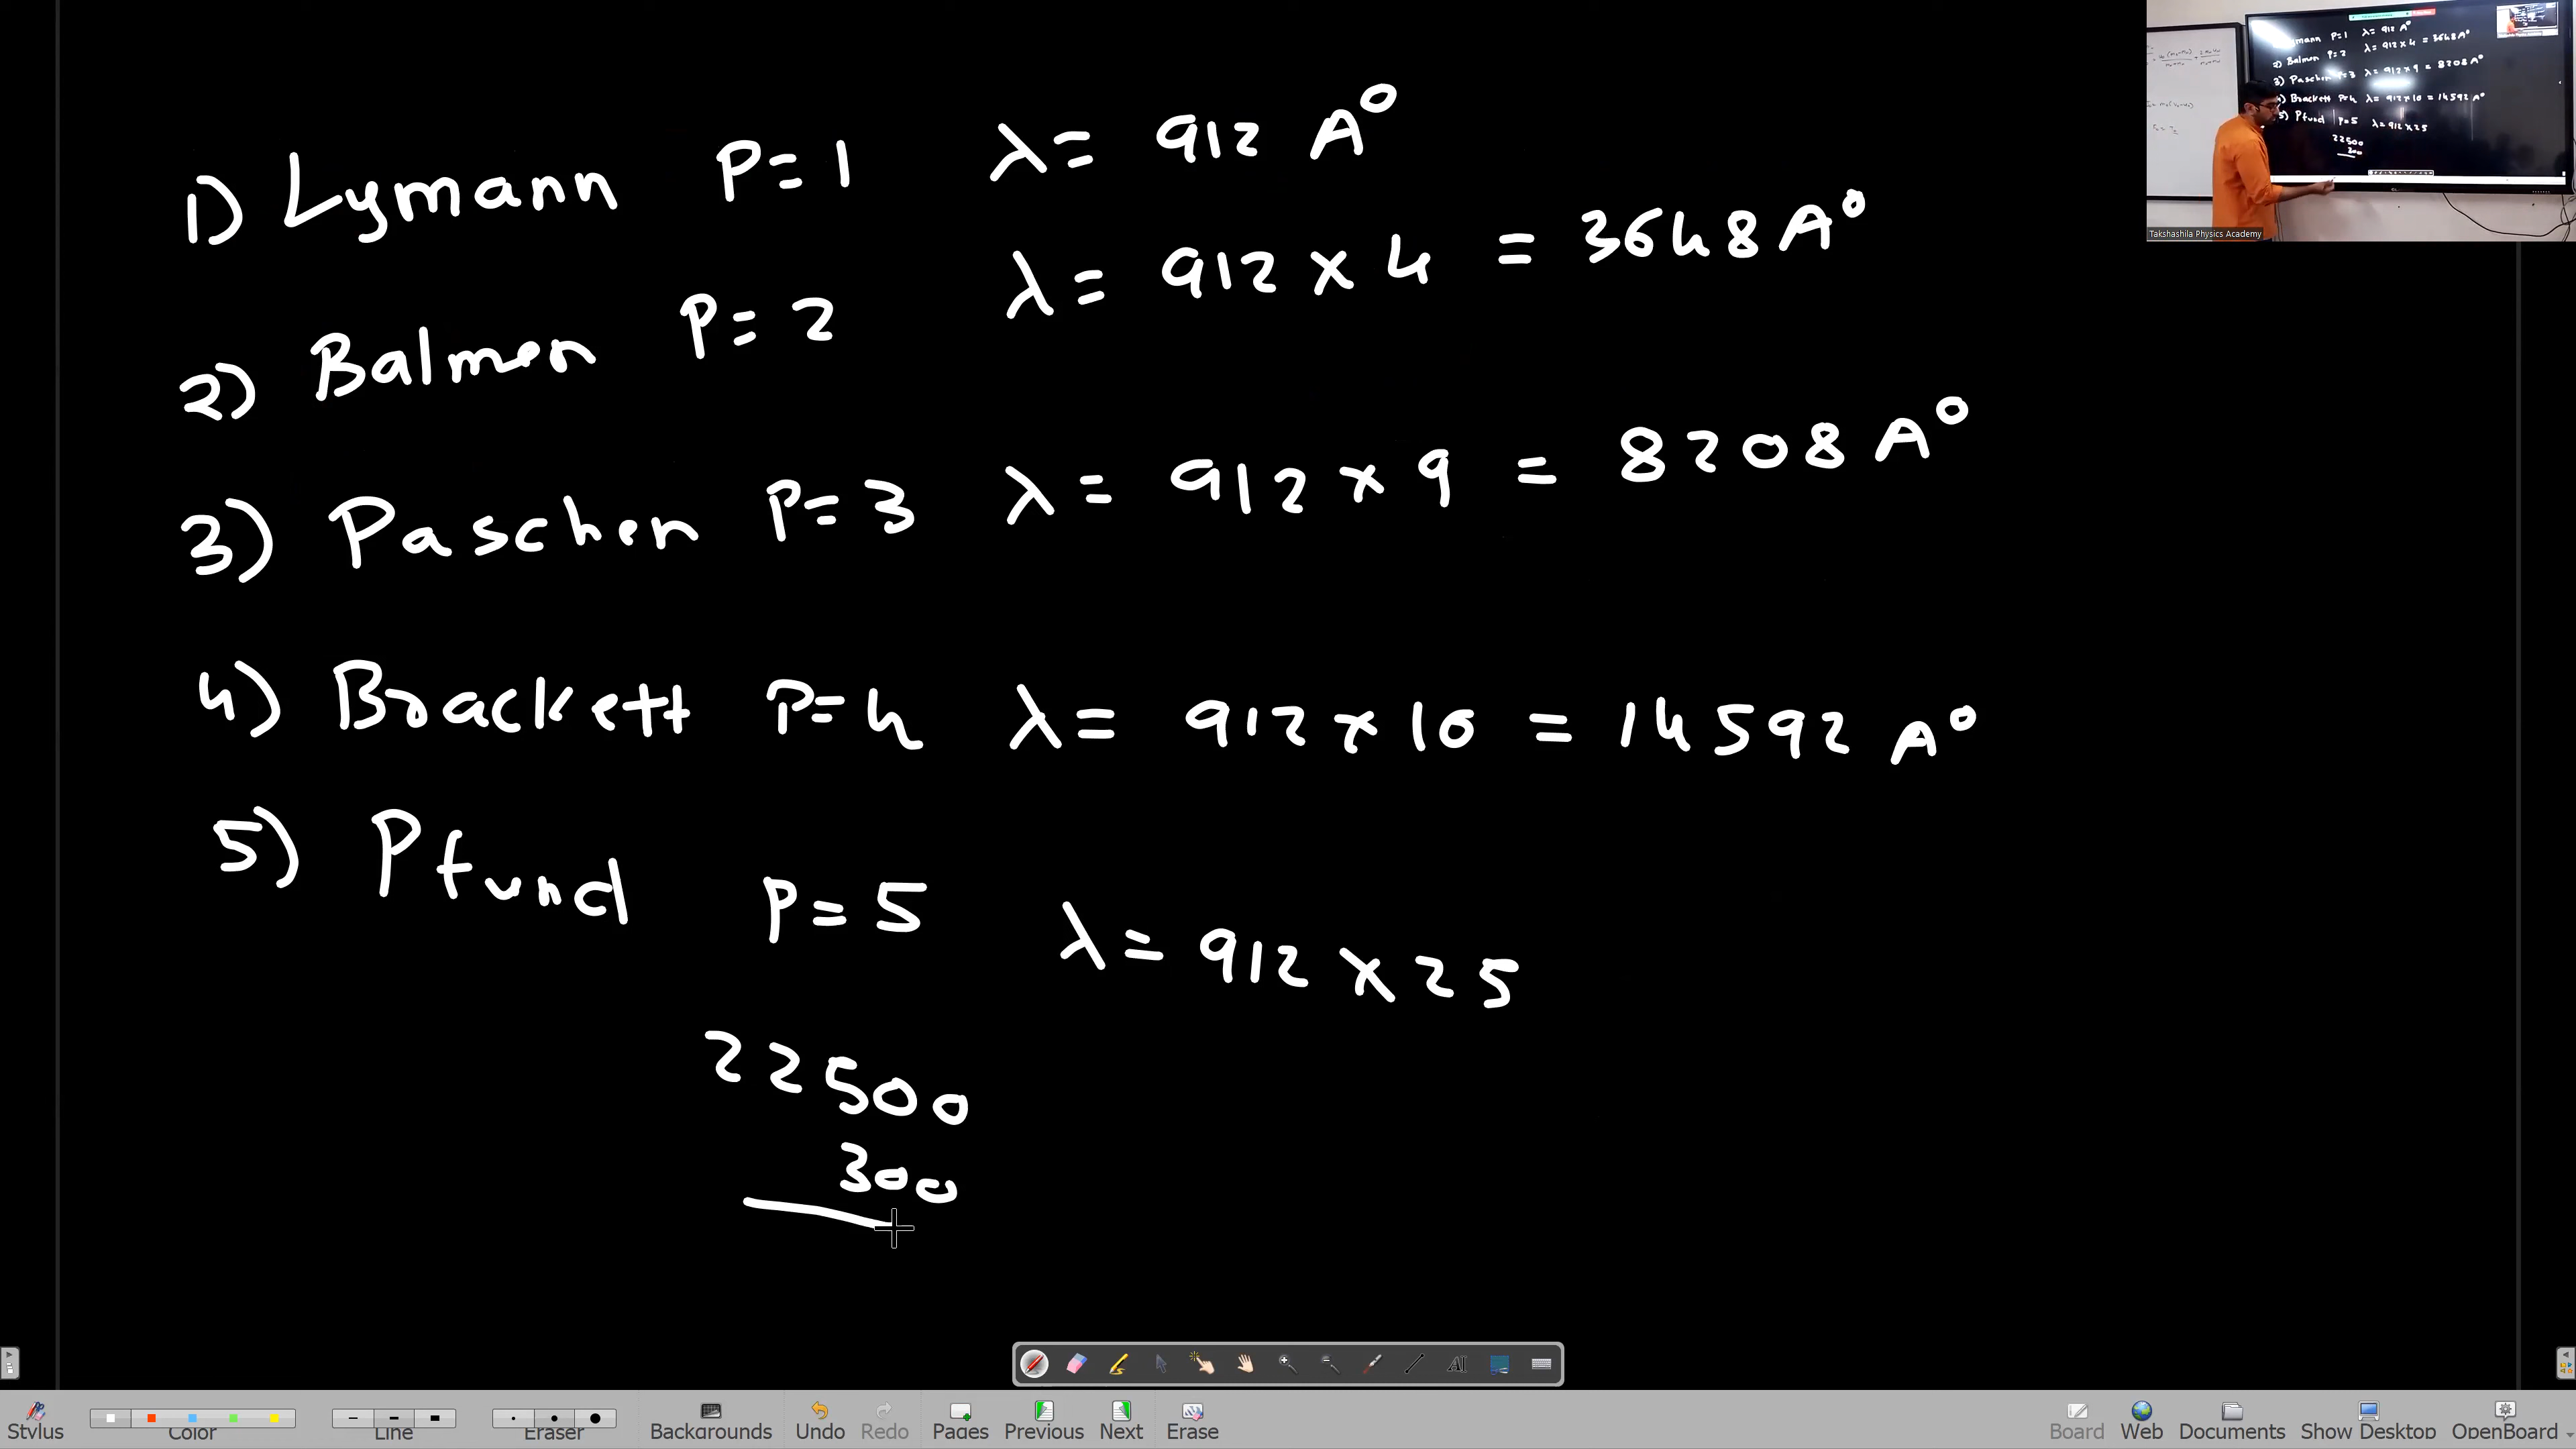 1) Lymann P=1 λ= 912 A°
2) Balmer P=2 λ= 912 x 4 = 3648 A°
3) Paschen P=3 λ= 912 x 9 = 8208 A°
4) Brackett P=4 λ= 912 x 16 = 14592 A°
5) Pfund P=5 λ= 912 x 25
22500
300
Takshashila Physics Academy
Stylus Color Line Eraser Backgrounds Undo Redo Pages Previous Next Erase Board Web Documents Show Desktop OpenBoard